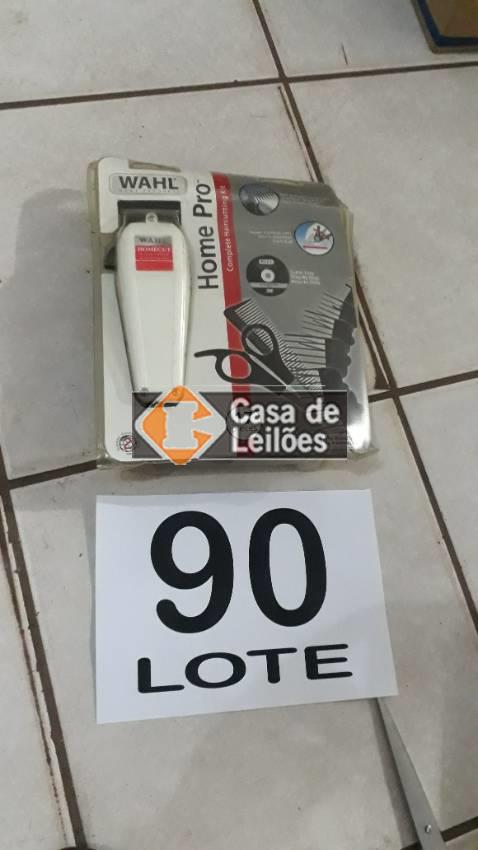 WAHL
Home Pro
Complete Haircutting Kit
WAHL
HOMECUT
Casa de
Leilões
90
LOTE